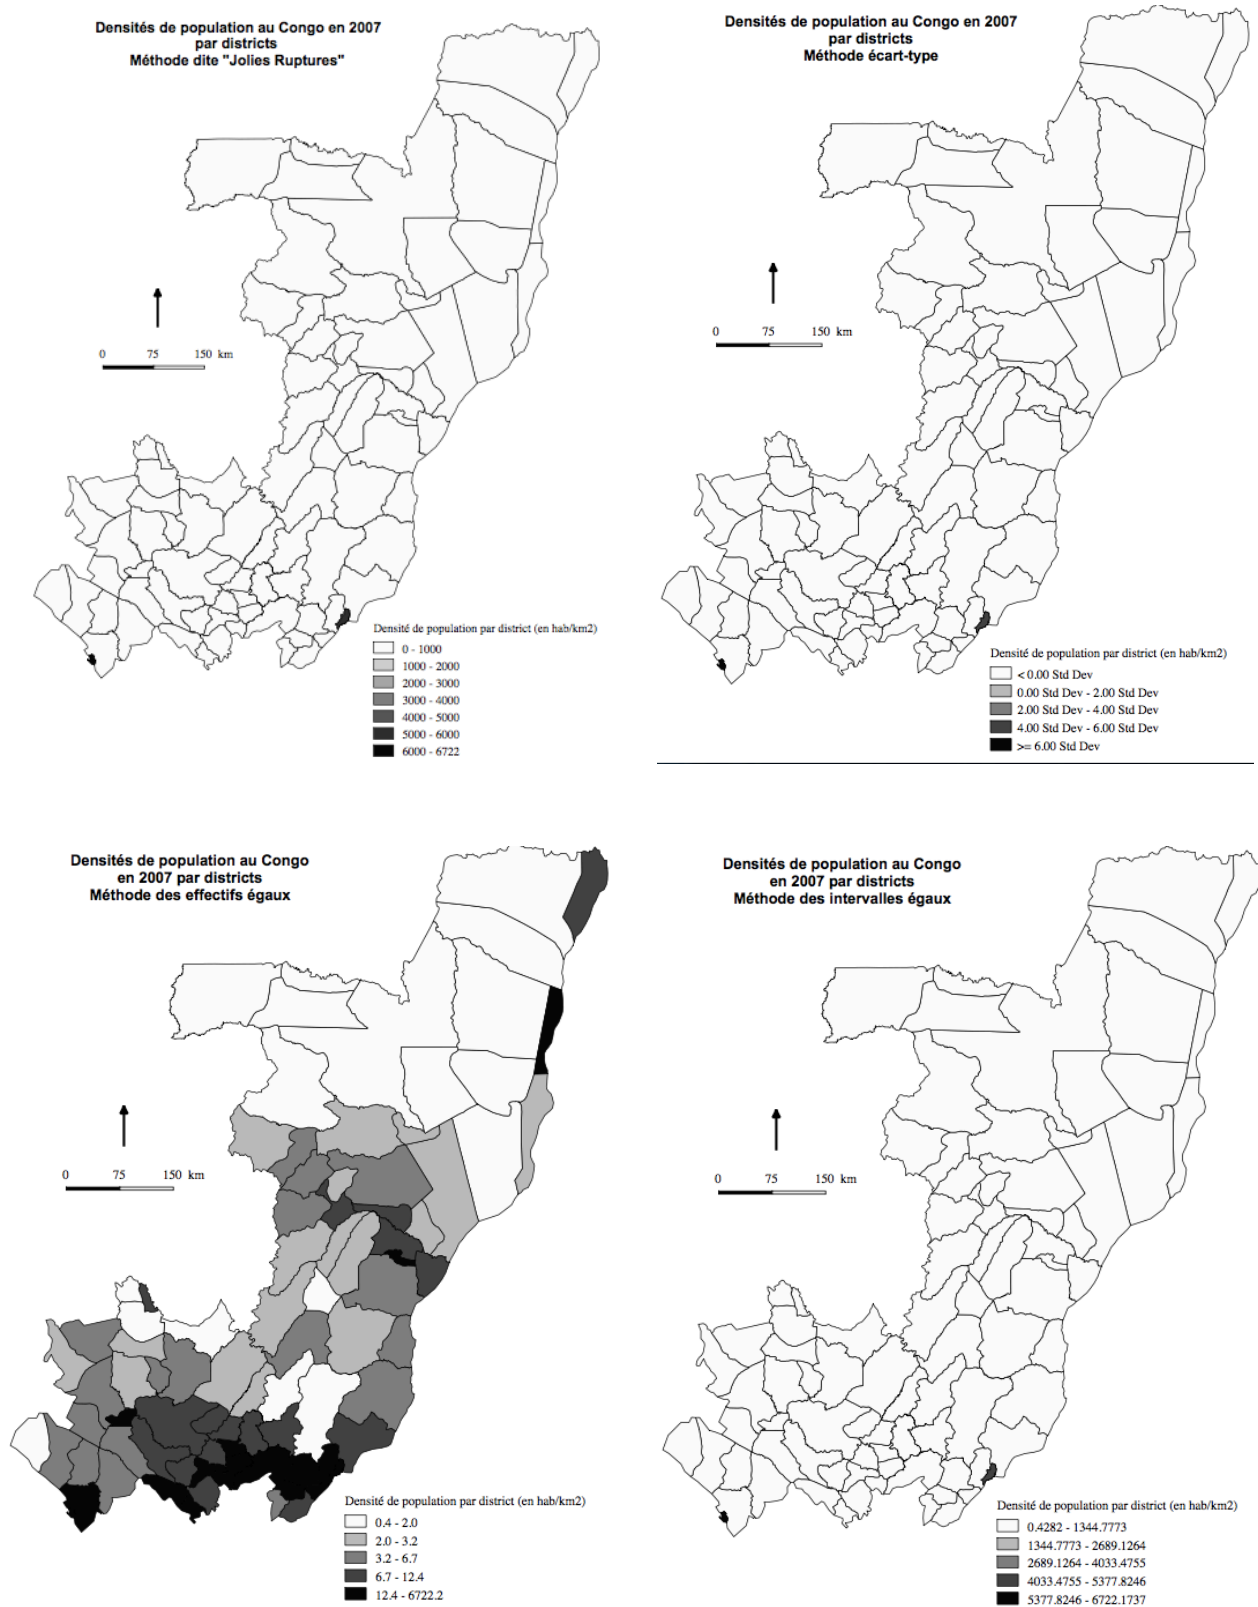 Densités de population au Congo en 2007
par districts
Méthode dite "Jolies Ruptures"
0 75 150 km
Densité de population par district (en hab/km2)
0 - 1000
1000 - 2000
2000 - 3000
3000 - 4000
4000 - 5000
5000 - 6000
6000 - 6722
Densités de population au Congo en 2007
par districts
Méthode écart-type
0 75 150 km
Densité de population par district (en hab/km2)
< 0.00 Std Dev
0.00 Std Dev - 2.00 Std Dev
2.00 Std Dev - 4.00 Std Dev
4.00 Std Dev - 6.00 Std Dev
>= 6.00 Std Dev
Densités de population au Congo
en 2007 par districts
Méthode des effectifs égaux
0 75 150 km
Densité de population par district (en hab/km2)
0.4 - 2.0
2.0 - 3.2
3.2 - 6.7
6.7 - 12.4
12.4 - 6722.2
Densités de population au Congo
en 2007 par districts
Méthode des intervalles égaux
0 75 150 km
Densité de population par district (en hab/km2)
0.4282 - 1344.7773
1344.7773 - 2689.1264
2689.1264 - 4033.4755
4033.4755 - 5377.8246
5377.8246 - 6722.1737